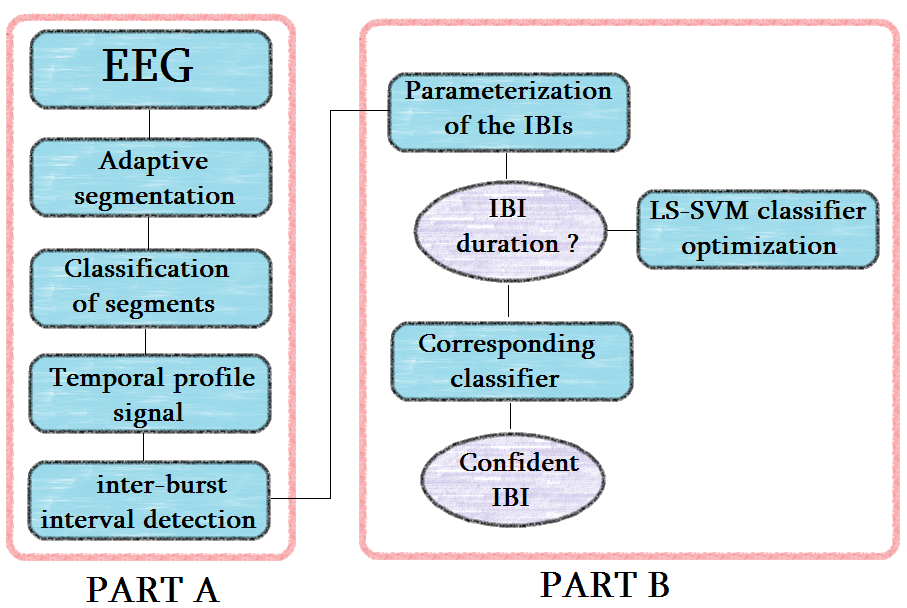 EEG
Adaptive
segmentation
Classification
of segments
Temporal profile
signal
inter-burst
interval detection
PART A
Parameterization
of the IBIs
IBI
duration ?
LS-SVM classifier
optimization
Corresponding
classifier
Confident
IBI
PART B